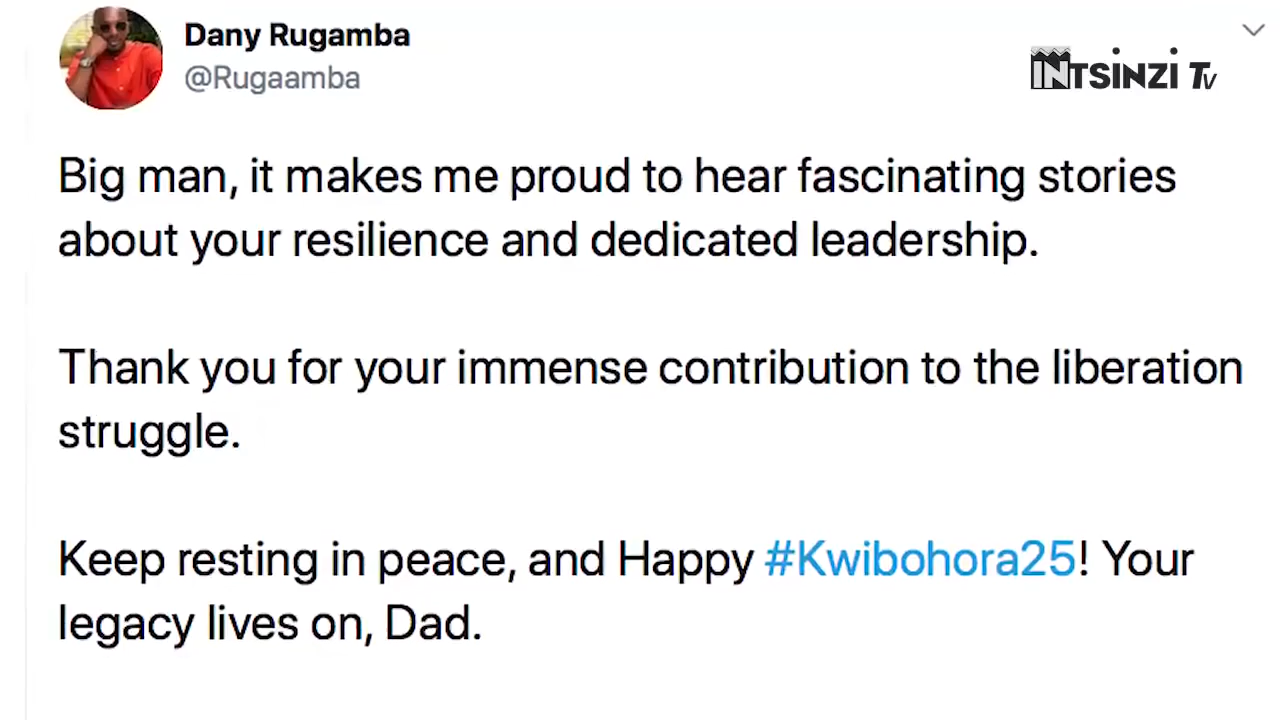 Dany Rugamba
@Rugaamba
INTSINZI TV
Big man, it makes me proud to hear fascinating stories
about your resilience and dedicated leadership.
Thank you for your immense contribution to the liberation
struggle.
Keep resting in peace, and Happy #Kwibohora25! Your
legacy lives on, Dad.